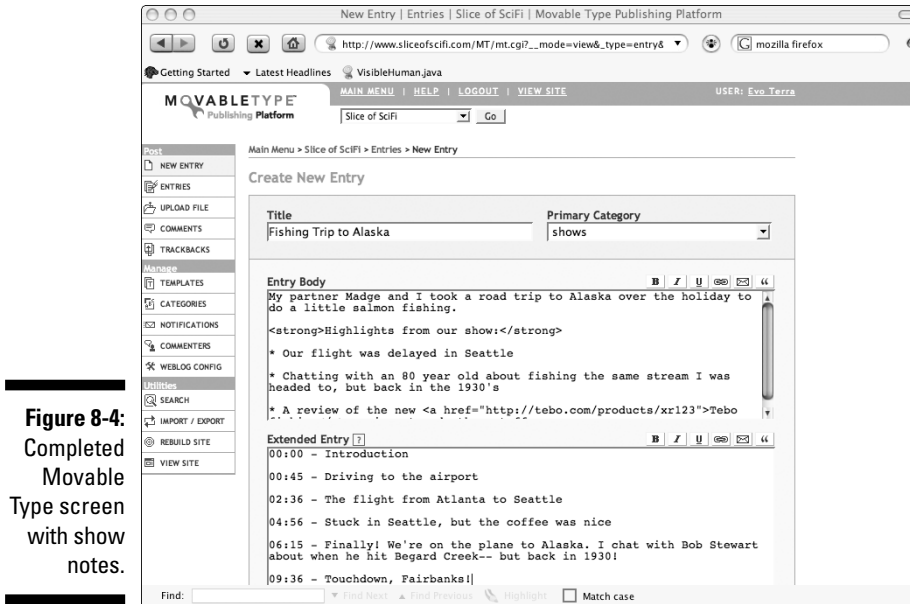 New Entry | Entries | Slice of SciFi | Movable Type Publishing Platform
http://www.sliceofscifi.com/MT/mt.cgi?__mode=view&_type=entry&
mozilla firefox
Getting Started
Latest Headlines
VisibleHuman.java
MOVABLETYPE
Publishing Platform
MAIN MENU | HELP | LOGOUT | VIEW SITE
USER: Evo Terra
Slice of SciFi
Go
Post
NEW ENTRY
ENTRIES
UPLOAD FILE
COMMENTS
TRACKBACKS
Manage
TEMPLATES
CATEGORIES
NOTIFICATIONS
COMMENTERS
WEBLOG CONFIG
Utilities
SEARCH
IMPORT / EXPORT
REBUILD SITE
VIEW SITE
Main Menu > Slice of SciFi > Entries > New Entry
Create New Entry
Title
Fishing Trip to Alaska
Primary Category
shows
Entry Body
B I U
My partner Madge and I took a road trip to Alaska over the holiday to
do a little salmon fishing.
<strong>Highlights from our show:</strong>
* Our flight was delayed in Seattle
* Chatting with an 80 year old about fishing the same stream I was
headed to, but back in the 1930's
* A review of the new <a href="http://tebo.com/products/xr123">Tebo
Extended Entry ?
B I U
00:00 - Introduction
00:45 - Driving to the airport
02:36 - The flight from Atlanta to Seattle
04:56 - Stuck in Seattle, but the coffee was nice
06:15 - Finally! We're on the plane to Alaska. I chat with Bob Stewart
about when he hit Begard Creek-- but back in 1930!
09:36 - Touchdown, Fairbanks!
Find:
Find Next
Find Previous
Highlight
Match case
Figure 8-4:
Completed
Movable
Type screen
with show
notes.